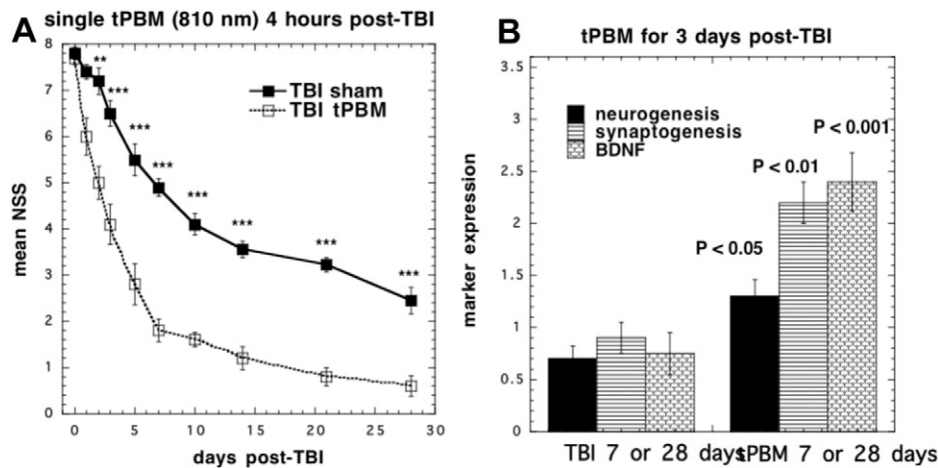 A
single tPBM (810 nm) 4 hours post-TBI
8
7
6
5
4
3
2
1
0
mean NSS
**
***
***
***
***
***
***
***
TBI sham
TBI tPBM
0 5 10 15 20 25 30
days post-TBI
B
tPBM for 3 days post-TBI
3.5
3
2.5
2
1.5
1
0.5
0
marker expression
neurogenesis
synaptogenesis
BDNF
P < 0.001
P < 0.01
P < 0.05
TBI 7 or 28 days
tPBM 7 or 28 days